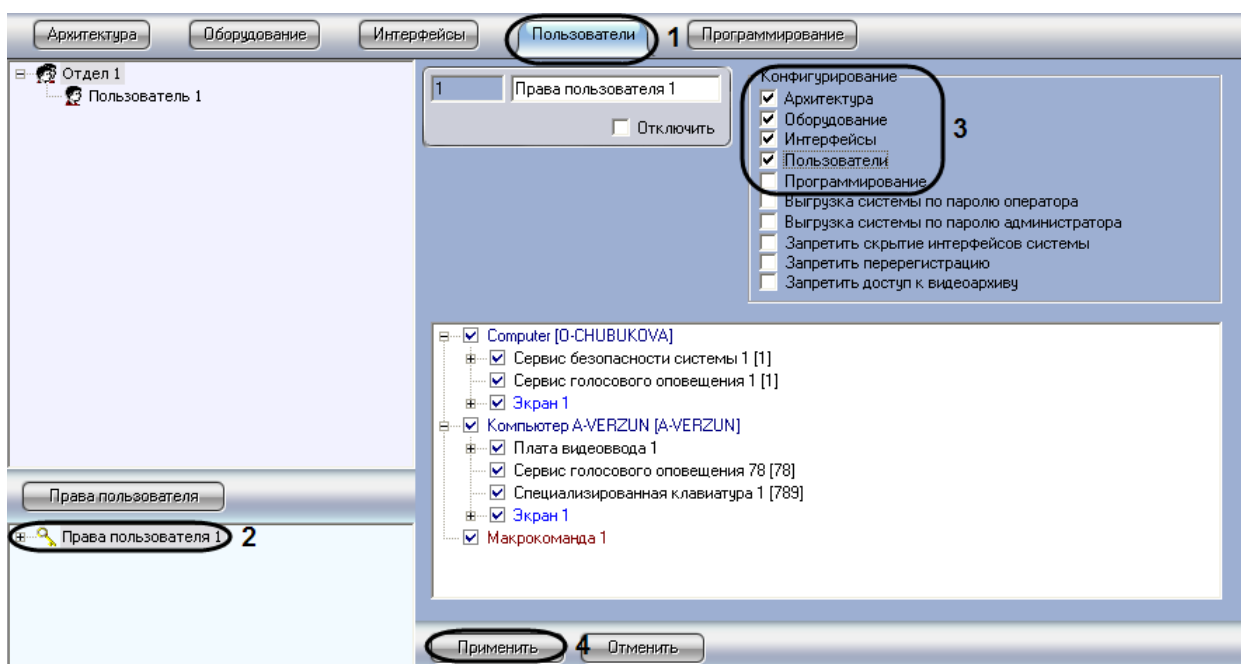 Архитектура Оборудование Интерфейсы Пользователи 1 Программирование
Отдел 1
Пользователь 1
1 Права пользователя 1
Отключить
Конфигурирование
Архитектура
Оборудование
Интерфейсы
3
Пользователи
Программирование
Выгрузка системы по паролю оператора
Выгрузка системы по паролю администратора
Запретить скрытие интерфейсов системы
Запретить перерегистрацию
Запретить доступ к видеоархиву
Computer [O-CHUBUKOVA]
Сервис безопасности системы 1 [1]
Сервис голосового оповещения 1 [1]
Экран 1
Компьютер A-VERZUN [A-VERZUN]
Плата видеоввода 1
Сервис голосового оповещения 78 [78]
Специализированная клавиатура 1 [789]
Экран 1
Макрокоманда 1
Права пользователя
Права пользователя 1 2
Применить 4 Отменить